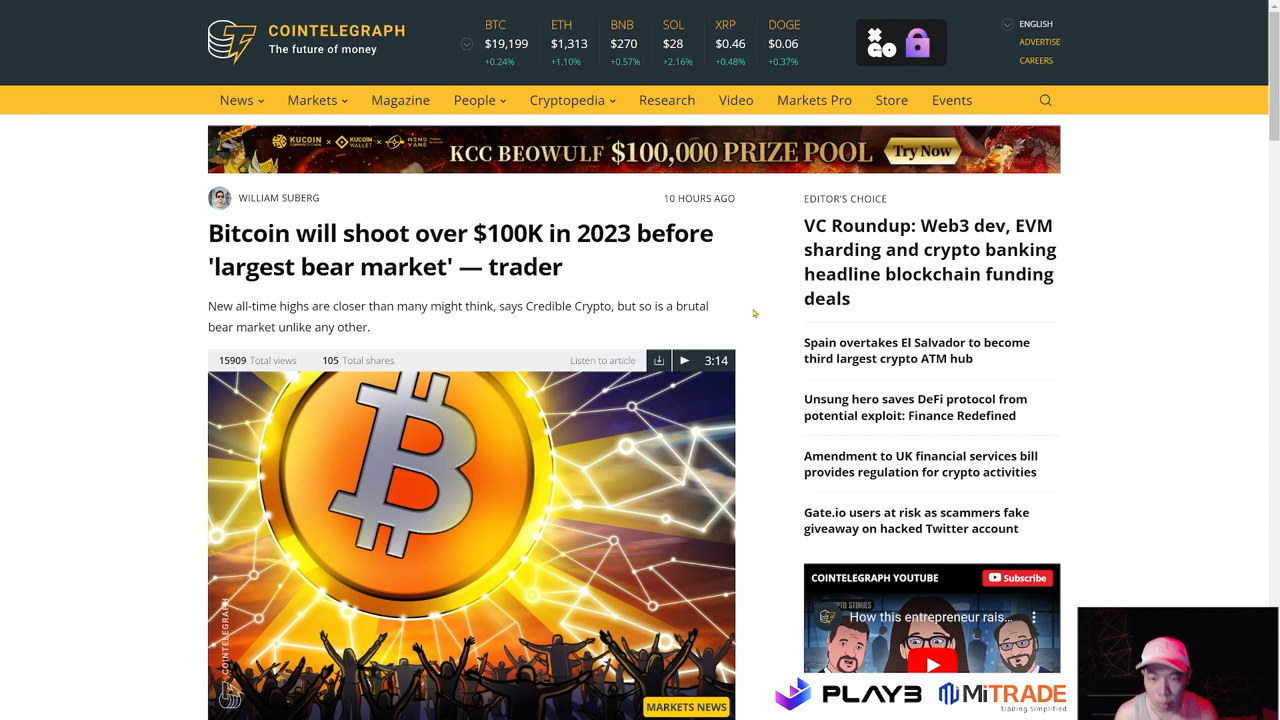 COINTELEGRAPH
The future of money
BTC
$19,199
+0.24%
ETH
$1,313
+1.10%
BNB
$270
+0.57%
SOL
$28
+2.16%
XRP
$0.46
+0.48%
DOGE
$0.06
+0.37%
ENGLISH
ADVERTISE
CAREERS
News
Markets
Magazine
People
Cryptopedia
Research
Video
Markets Pro
Store
Events
KUCOIN
KUCOIN WALLET
KCC BEOWULF $100,000 PRIZE POOL
Try Now
WILLIAM SUBERG
10 HOURS AGO
Bitcoin will shoot over $100K in 2023 before
'largest bear market' — trader
New all-time highs are closer than many might think, says Credible Crypto, but so is a brutal
bear market unlike any other.
15909 Total views
105 Total shares
Listen to article
3:14
COINTELEGRAPH
MARKETS NEWS
EDITOR'S CHOICE
VC Roundup: Web3 dev, EVM
sharding and crypto banking
headline blockchain funding
deals
Spain overtakes El Salvador to become
third largest crypto ATM hub
Unsung hero saves DeFi protocol from
potential exploit: Finance Redefined
Amendment to UK financial services bill
provides regulation for crypto activities
Gate.io users at risk as scammers fake
giveaway on hacked Twitter account
COINTELEGRAPH YOUTUBE
Subscribe
How this entrepreneur rais...
PLAY3
MiTRADE
Trading Simplified